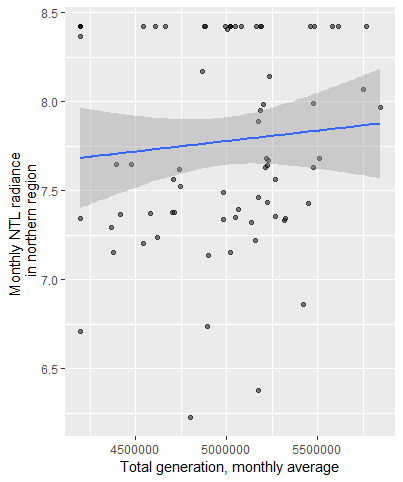 8.5
8.0
7.5
7.0
6.5
Monthly NTL radiance
in northern region
4500000 5000000 5500000
Total generation, monthly average